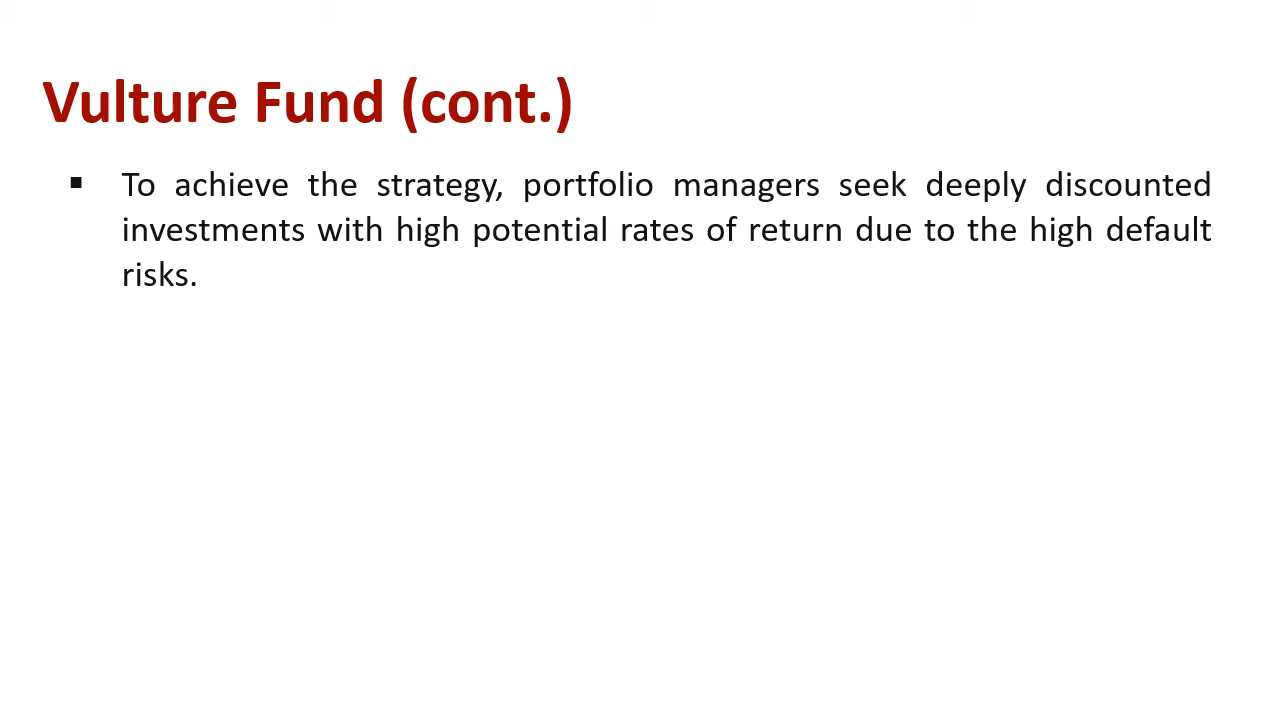 Vulture Fund (cont.)
▪ To achieve the strategy, portfolio managers seek deeply discounted
investments with high potential rates of return due to the high default
risks.